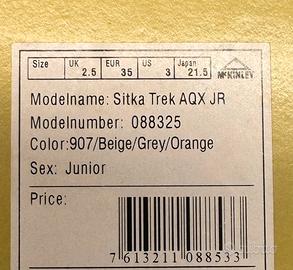 Size UK 2.5 EUR 35 US 3 Japan 21.5 McKINLEY
Modelname: Sitka Trek AQX JR
Modelnumber: 088325
Color:907/Beige/Grey/Orange
Sex: Junior
Price:
7 613211 088533